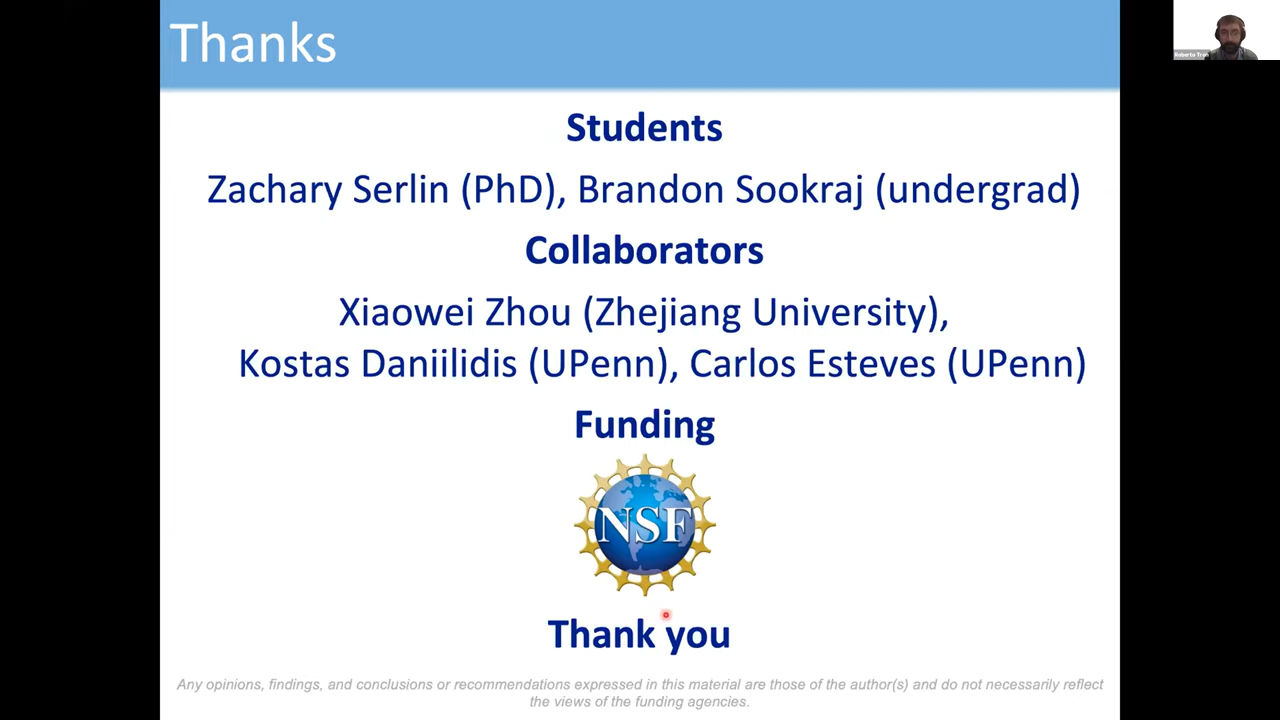 Thanks
Roberto Tron
Students
Zachary Serlin (PhD), Brandon Sookraj (undergrad)
Collaborators
Xiaowei Zhou (Zhejiang University),
Kostas Daniilidis (UPenn), Carlos Esteves (UPenn)
Funding
NSF
Thank you
Any opinions, findings, and conclusions or recommendations expressed in this material are those of the author(s) and do not necessarily reflect
the views of the funding agencies.